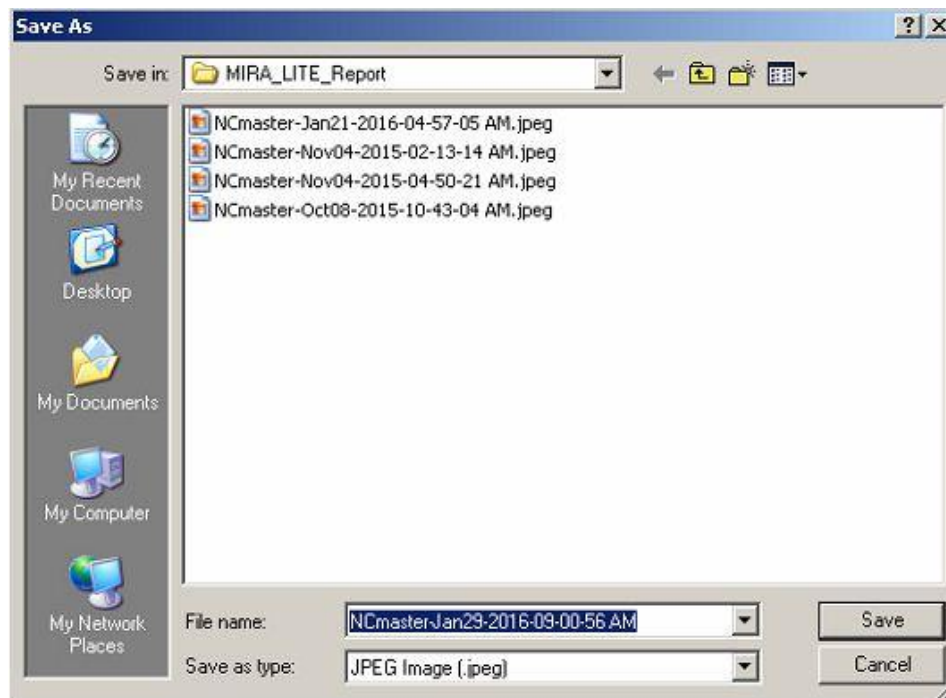 Save As
Save in:
MIRA_LITE_Report
NCmaster-Jan21-2016-04-57-05 AM.jpeg
NCmaster-Nov04-2015-02-13-14 AM.jpeg
NCmaster-Nov04-2015-04-50-21 AM.jpeg
NCmaster-Oct08-2015-10-43-04 AM.jpeg
My Recent
Documents
Desktop
My Documents
My Computer
My Network
Places
File name:
NCmaster-Jan29-2016-09-00-56 AM
Save
Save as type:
JPEG Image (.jpeg)
Cancel